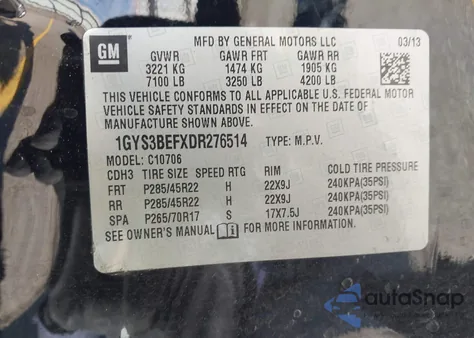 GM
MFD BY GENERAL MOTORS LLC 03/13
GVWR GAWR FRT GAWR RR
3221 KG 1474 KG 1905 KG
7100 LB 3250 LB 4200 LB
THIS VEHICLE CONFORMS TO ALL APPLICABLE U.S. FEDERAL MOTOR
VEHICLE SAFETY STANDARDS IN EFFECT ON THE DATE OF
MANUFACTURE SHOWN ABOVE.
1GYS3BEFXDR276514 TYPE: M.P.V.
MODEL: C10706
CDH3 TIRE SIZE SPEED RTG RIM COLD TIRE PRESSURE
FRT P285/45R22 H 22X9J 240KPA(35PSI)
RR P285/45R22 H 22X9J 240KPA(35PSI)
SPA P265/70R17 S 17X7.5J 240KPA(35PSI)
SEE OWNER'S MANUAL FOR MORE INFORMATION.
autoSnap